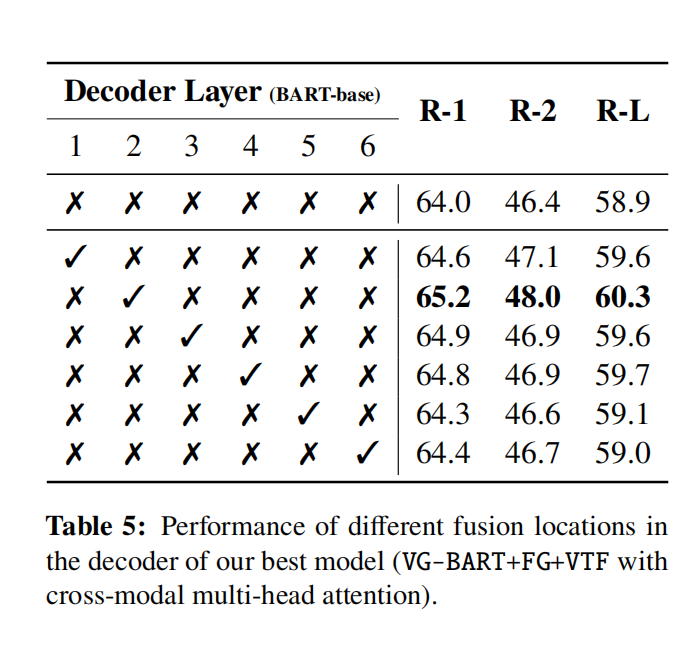 Decoder Layer (BART-base) R-1 R-2 R-L
1 2 3 4 5 6
✗ ✗ ✗ ✗ ✗ ✗ 64.0 46.4 58.9
✓ ✗ ✗ ✗ ✗ ✗ 64.6 47.1 59.6
✗ ✓ ✗ ✗ ✗ ✗ 65.2 48.0 60.3
✗ ✗ ✓ ✗ ✗ ✗ 64.9 46.9 59.6
✗ ✗ ✗ ✓ ✗ ✗ 64.8 46.9 59.7
✗ ✗ ✗ ✗ ✓ ✗ 64.3 46.6 59.1
✗ ✗ ✗ ✗ ✗ ✓ 64.4 46.7 59.0
Table 5: Performance of different fusion locations in
the decoder of our best model (VG-BART+FG+VTF with
cross-modal multi-head attention).